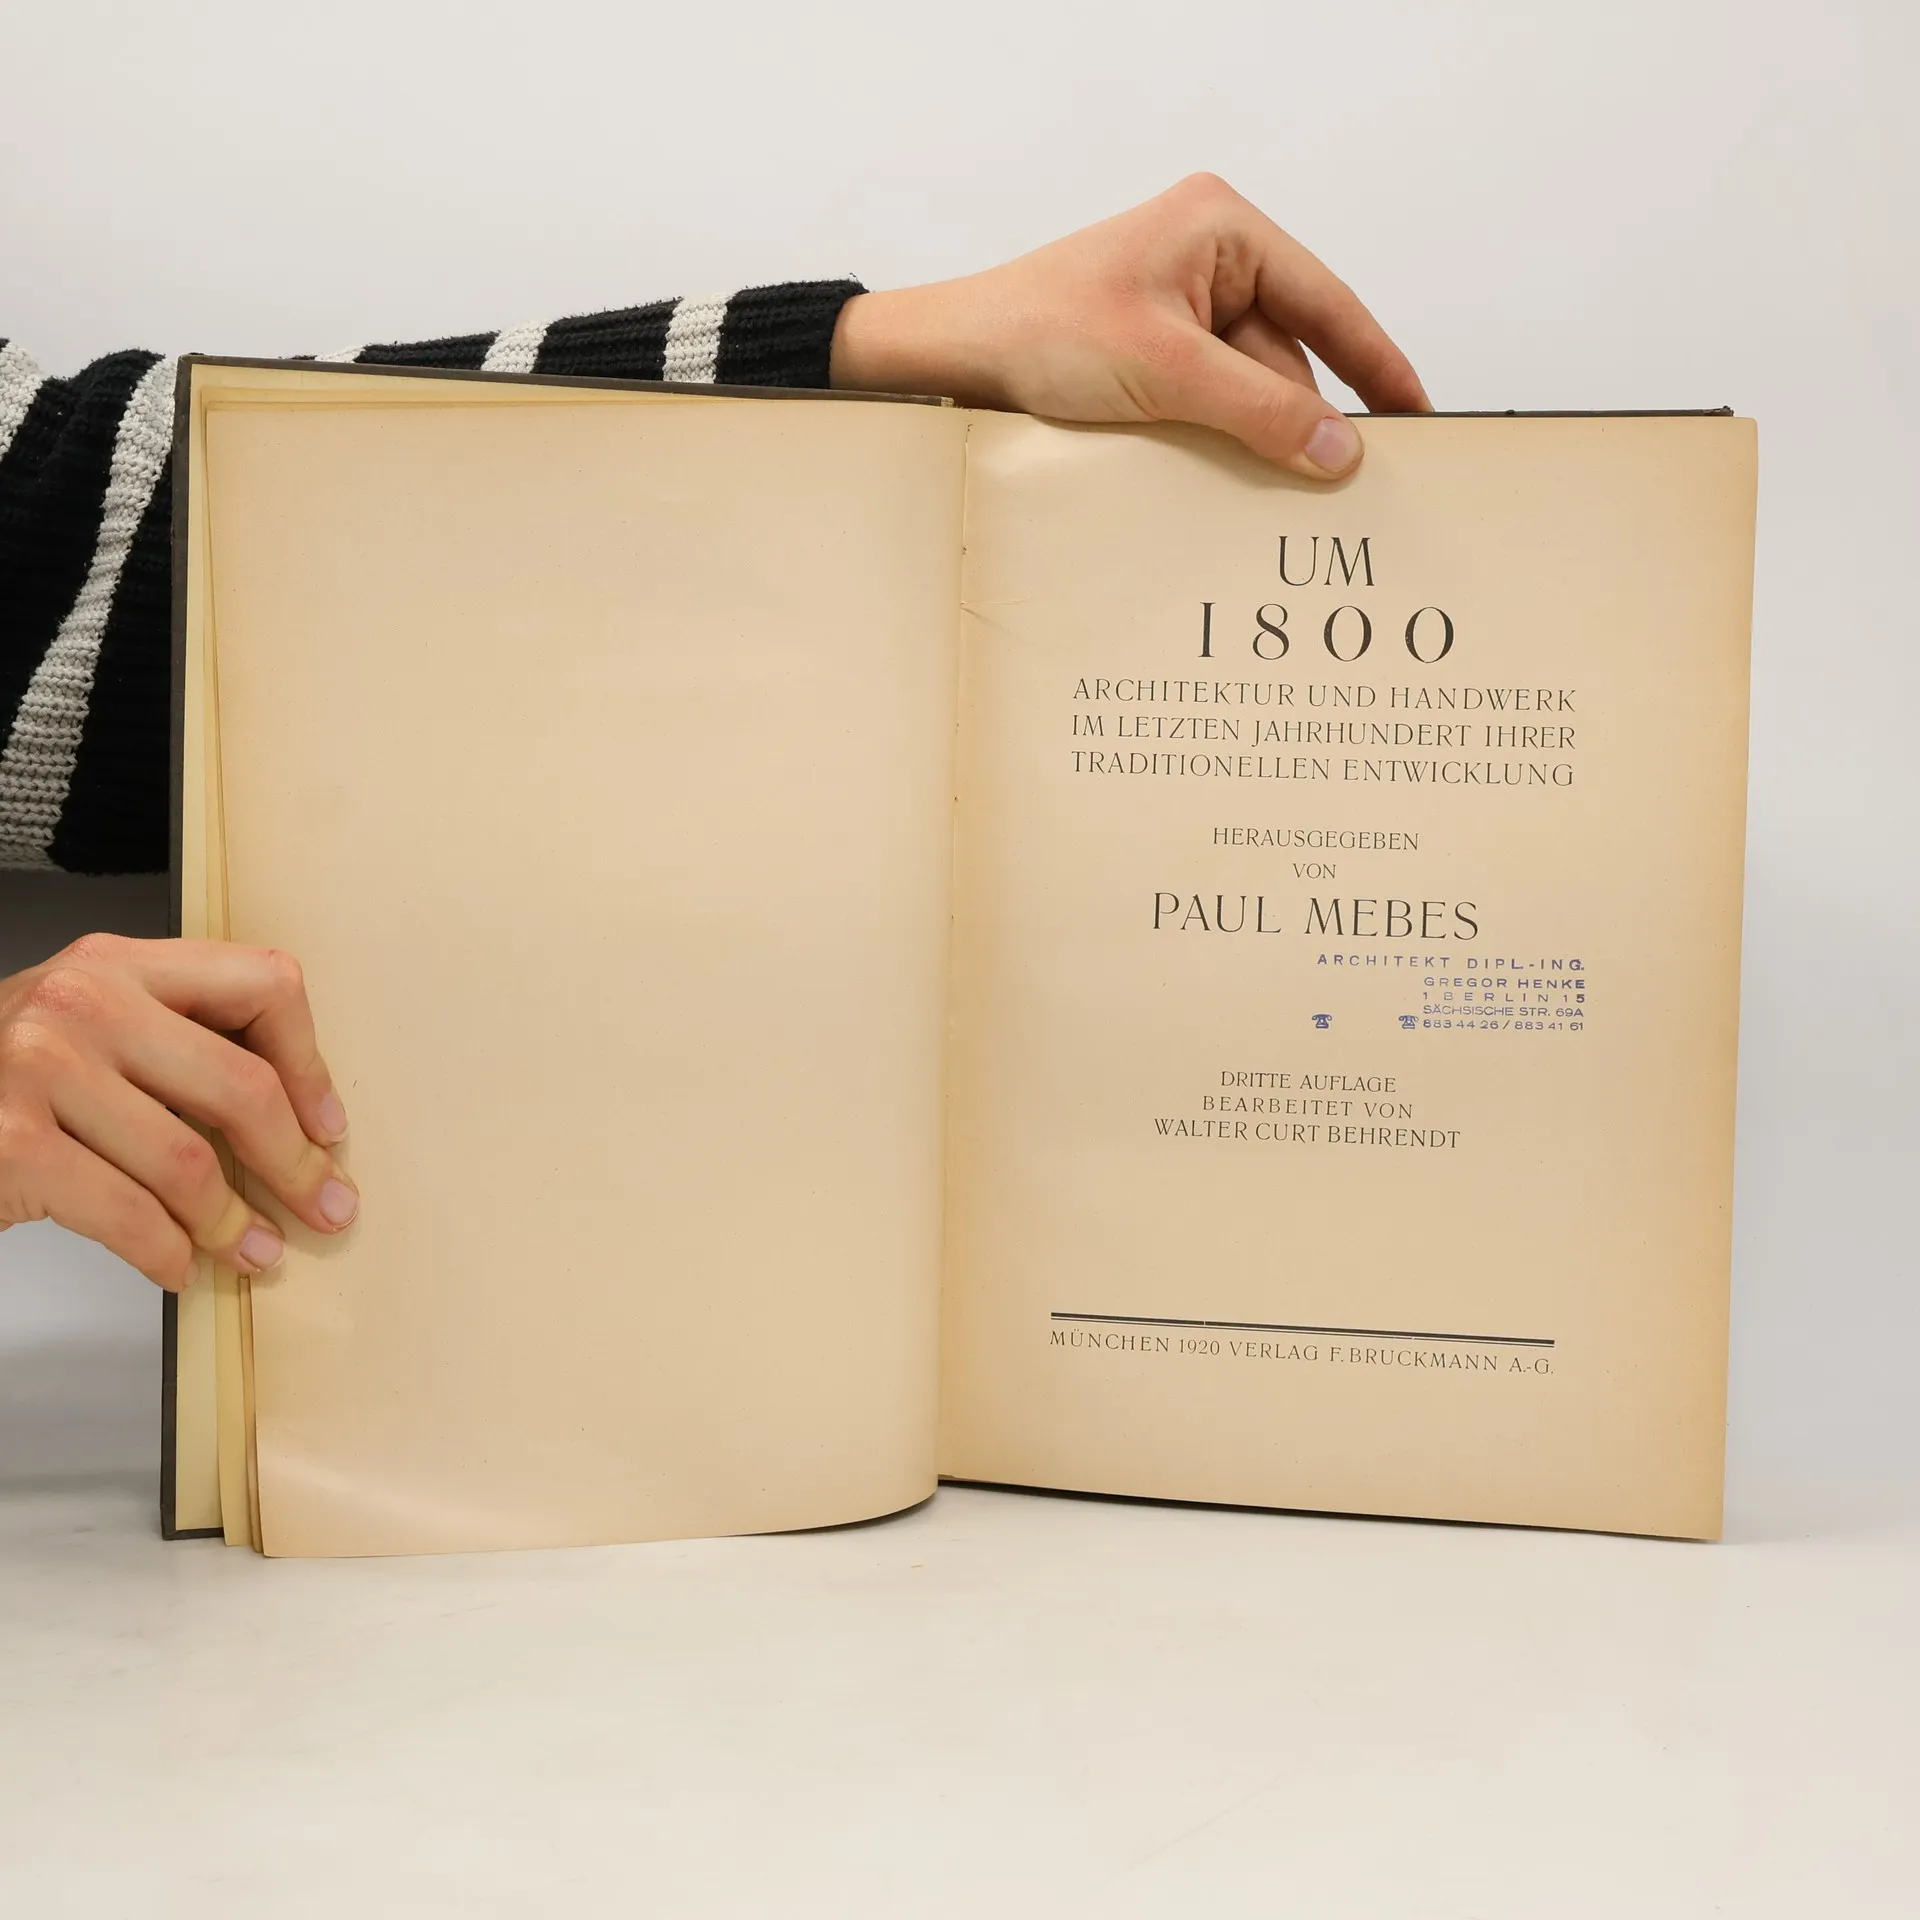 UM
1800
ARCHITEKTUR UND HANDWERK
IM LETZTEN JAHRHUNDERT IHRER
TRADITIONELLEN ENTWICKLUNG
HERAUSGEGEBEN
VON
PAUL MEBES
ARCHITEKT DIPL.-ING.
GREGOR HENKE
1 BERLIN 15
SÄCHSISCHE STR. 69A
☎ ☎ 883 44 26 / 883 41 61
DRITTE AUFLAGE
BEARBEITET VON
WALTER CURT BEHRENDT
MÜNCHEN 1920 VERLAG F. BRUCKMANN A.-G.